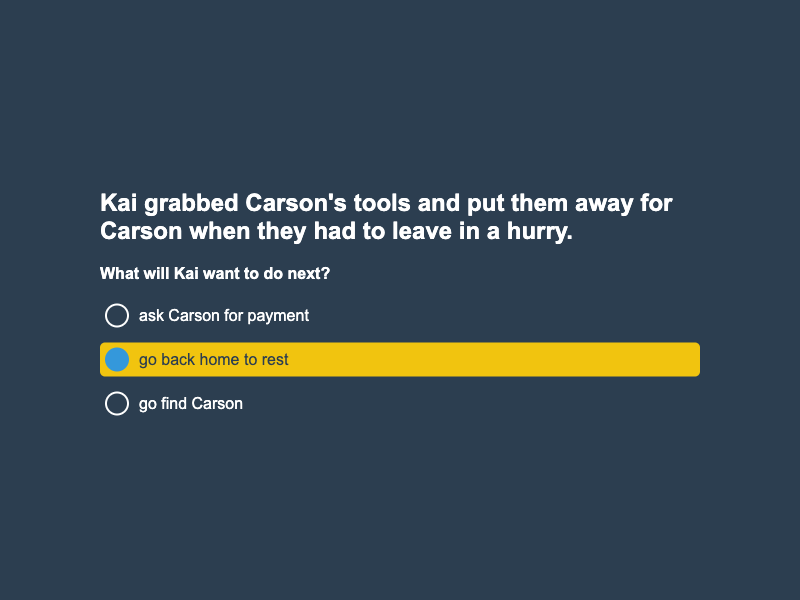 Kai grabbed Carson's tools and put them away for
Carson when they had to leave in a hurry.
What will Kai want to do next?
ask Carson for payment
go back home to rest
go find Carson